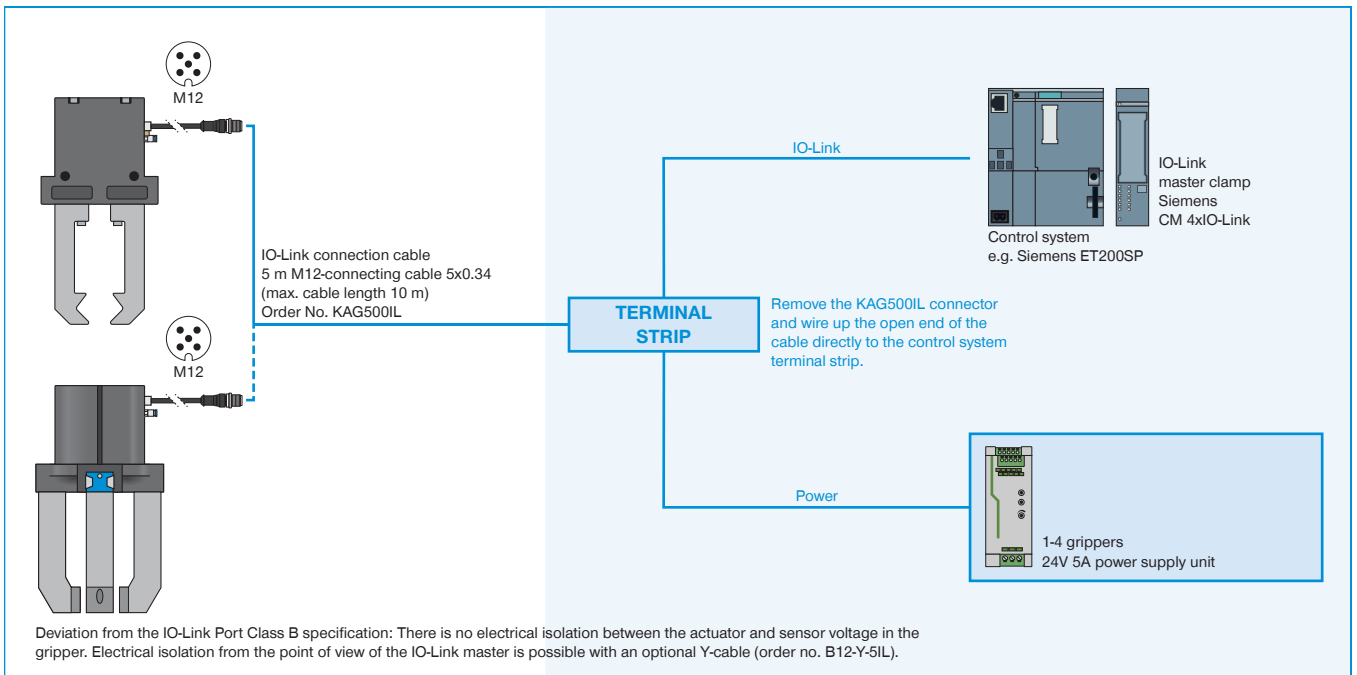 M12
IO-Link connection cable
5 m M12-connecting cable 5x0.34
(max. cable length 10 m)
Order No. KAG500IL
M12
IO-Link
TERMINAL
STRIP
Remove the KAG500IL connector
and wire up the open end of the
cable directly to the control system
terminal strip.
Control system
e.g. Siemens ET200SP
IO-Link
master clamp
Siemens
CM 4xIO-Link
Power
1-4 grippers
24V 5A power supply unit
Deviation from the IO-Link Port Class B specification: There is no electrical isolation between the actuator and sensor voltage in the
gripper. Electrical isolation from the point of view of the IO-Link master is possible with an optional Y-cable (order no. B12-Y-5IL).